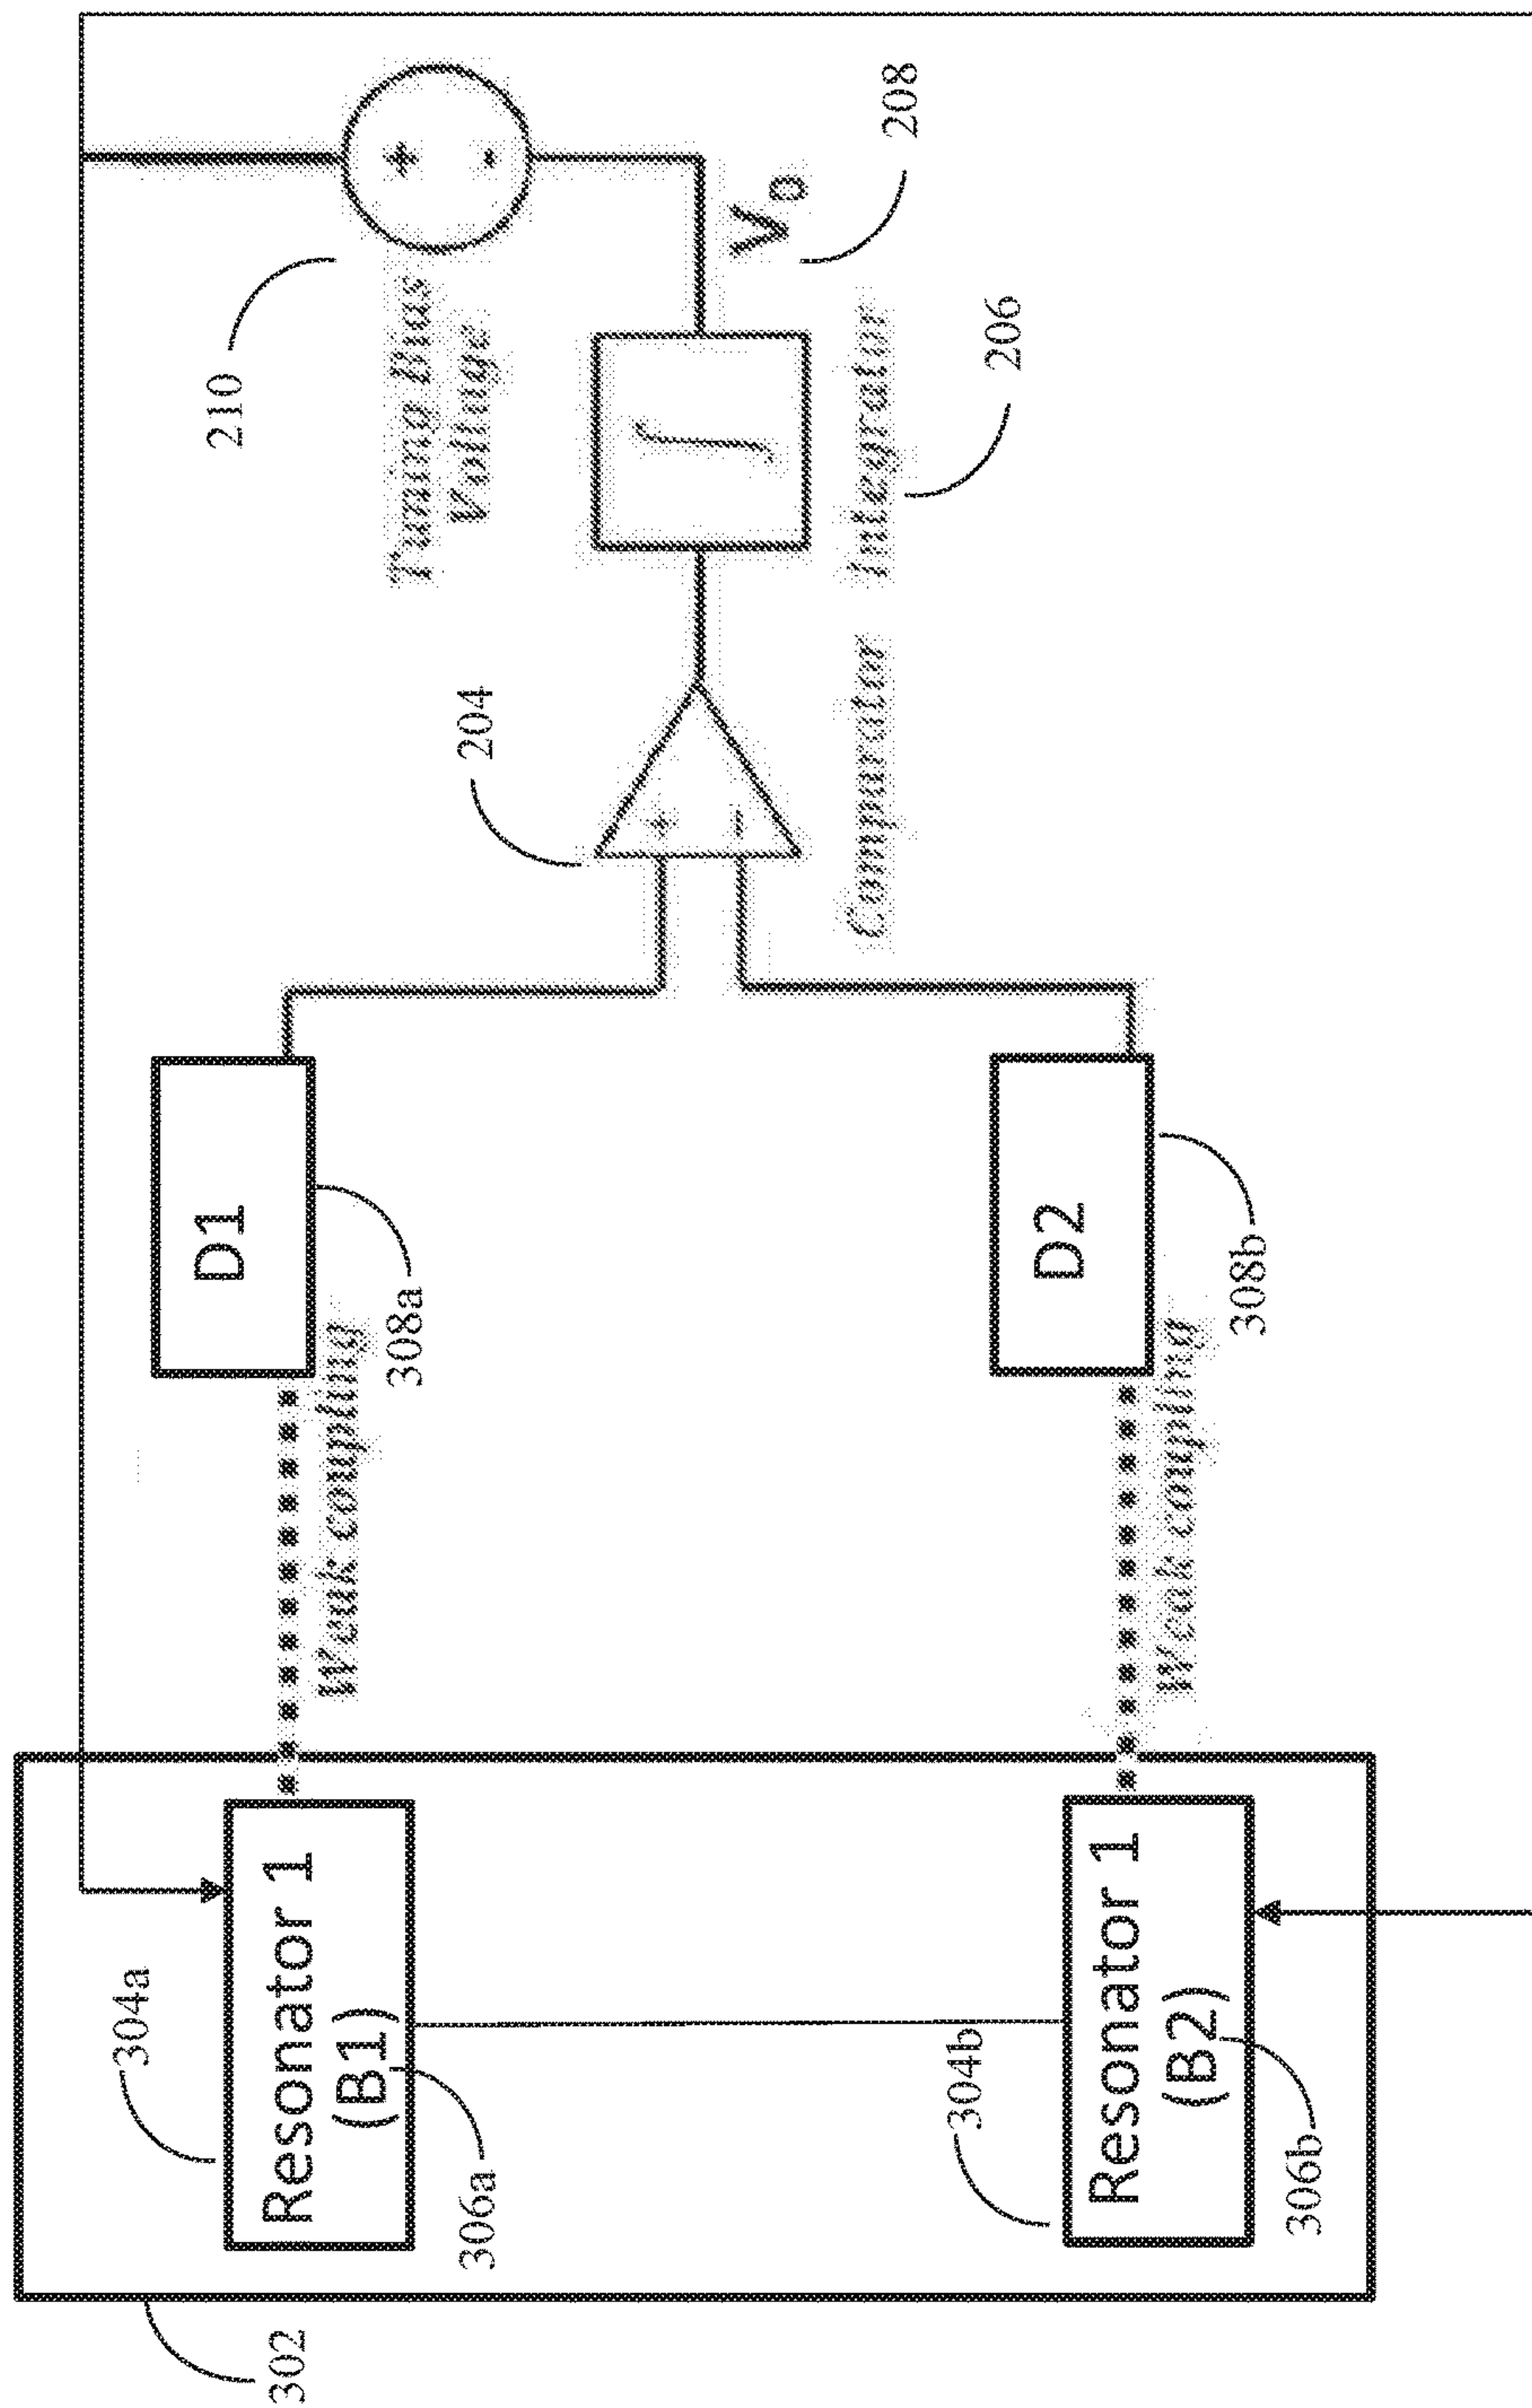 302
304a
Resonator 1
(B1)
306a
304b
Resonator 1
(B2)
306b
Weak coupling
D1
308a
Weak coupling
D2
308b
204
Comparator
Integrator
206
Tuning Bias
Voltage
210
V0
208